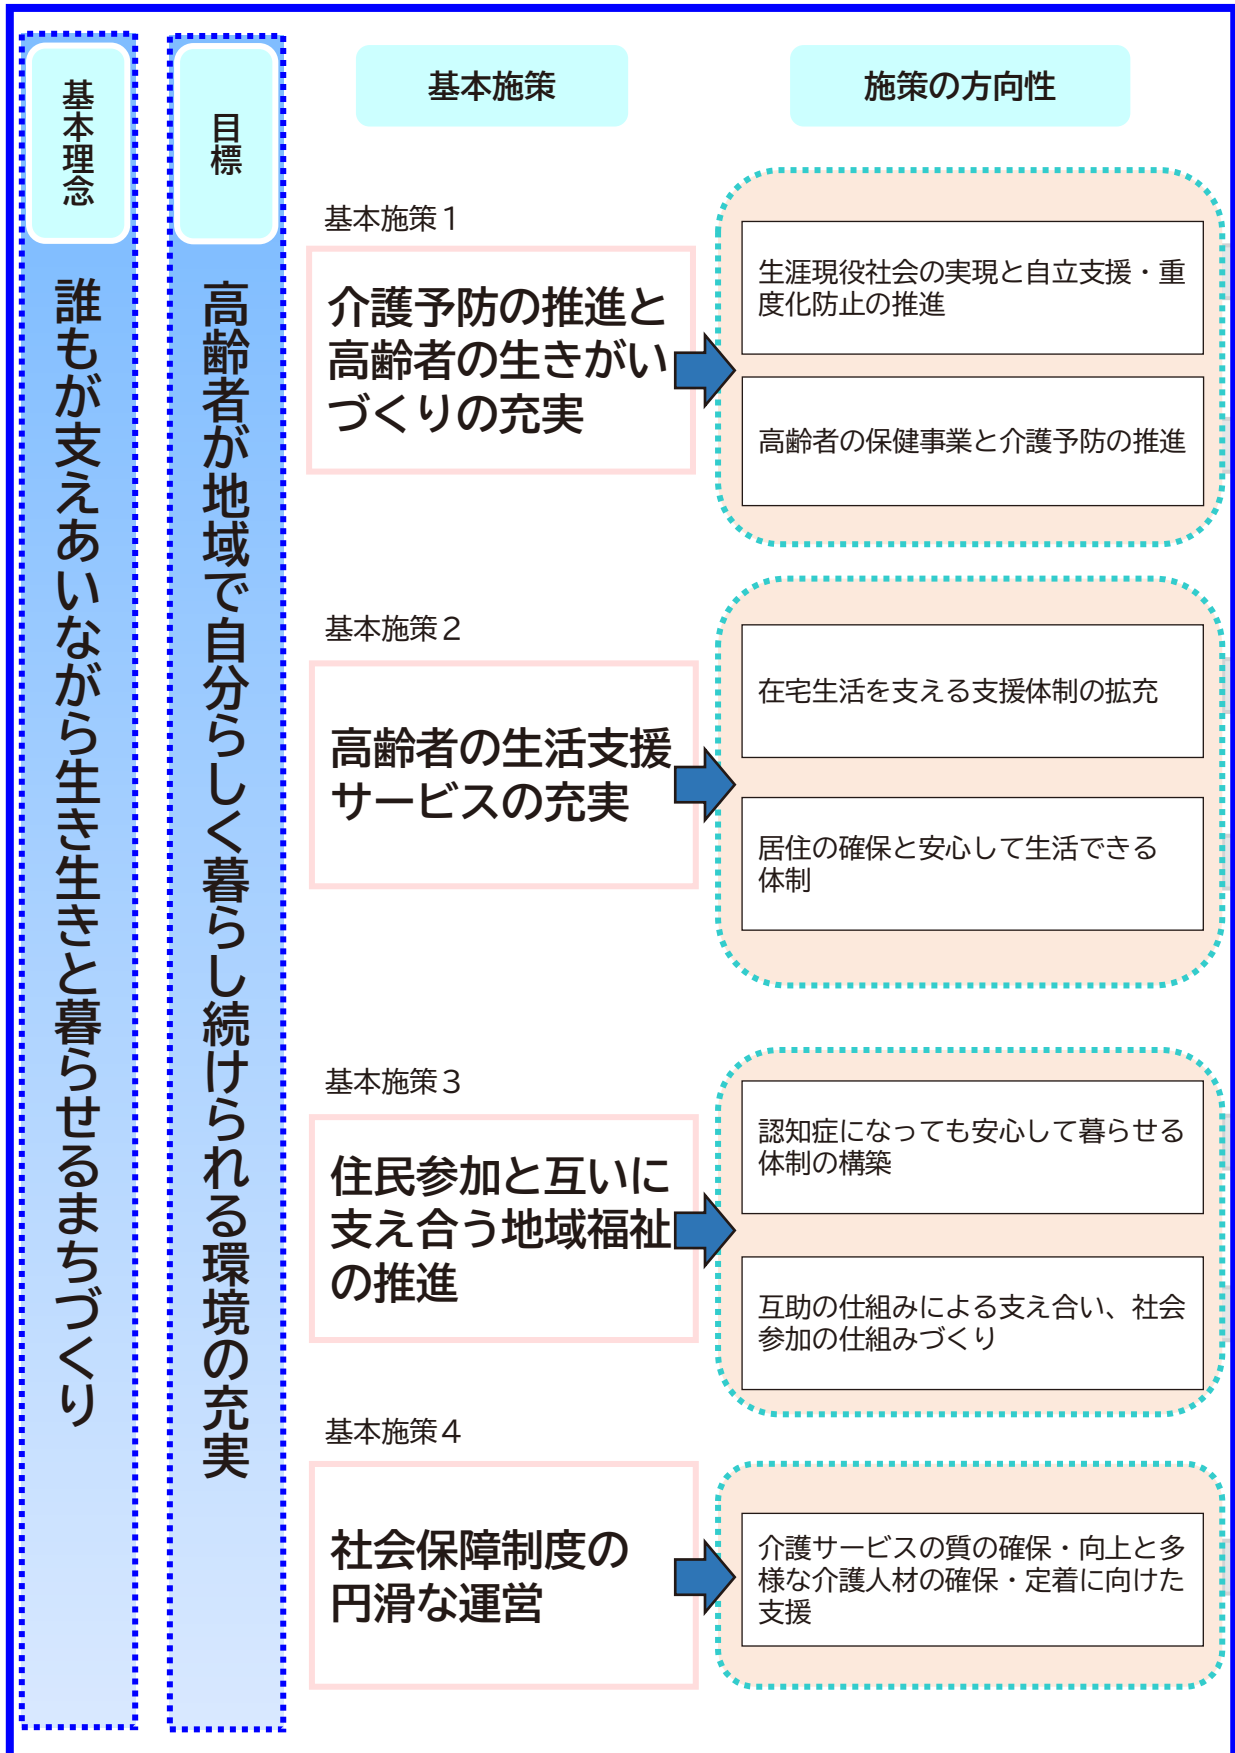 基本理念
誰もが支えあいながら生き生きと暮らせるまちづくり
目標
高齢者が地域で自分らしく暮らし続けられる環境の充実
基本施策
施策の方向性
基本施策１
介護予防の推進と
高齢者の生きがい
づくりの充実
生涯現役社会の実現と自立支援・重
度化防止の推進
高齢者の保健事業と介護予防の推進
基本施策２
高齢者の生活支援
サービスの充実
在宅生活を支える支援体制の拡充
居住の確保と安心して生活できる
体制
基本施策３
住民参加と互いに
支え合う地域福祉
の推進
認知症になっても安心して暮らせる
体制の構築
互助の仕組みによる支え合い、社会
参加の仕組みづくり
基本施策４
社会保障制度の
円滑な運営
介護サービスの質の確保・向上と多
様な介護人材の確保・定着に向けた
支援